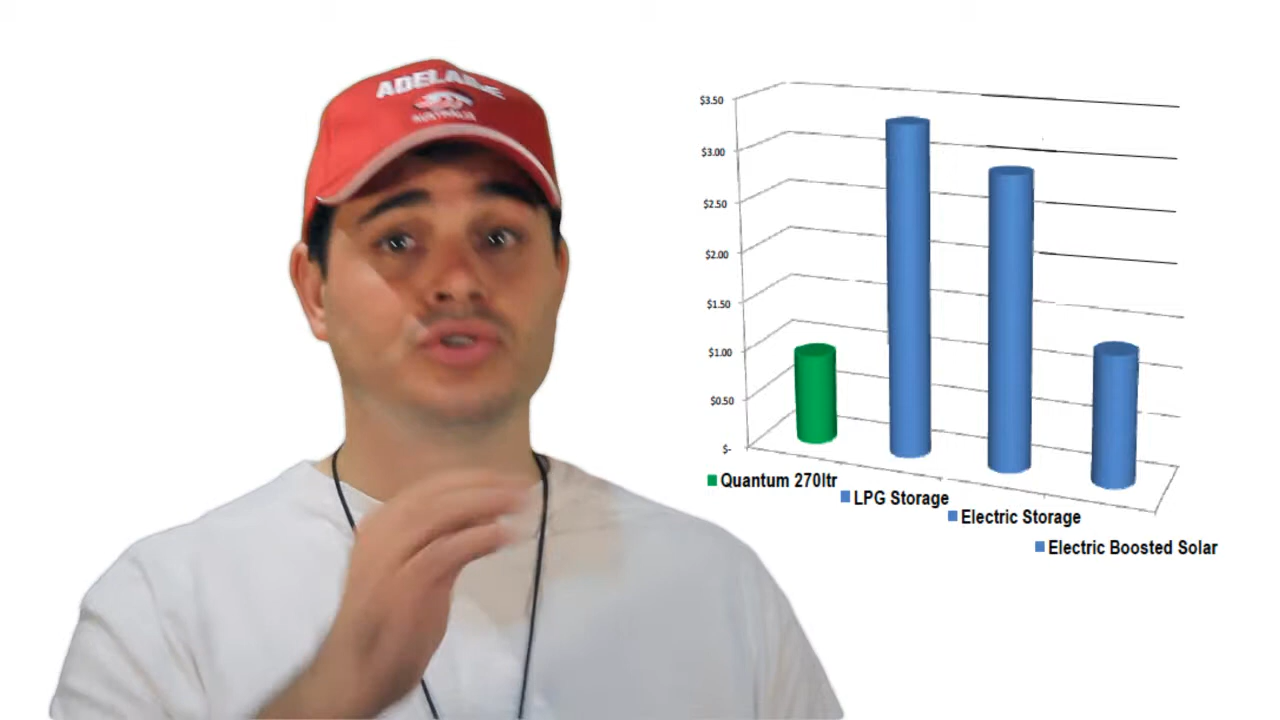 ADELAIDE
AUSTRALIA
$3.50
$3.00
$2.50
$2.00
$1.50
$1.00
$0.50
$-
Quantum 270ltr
LPG Storage
Electric Storage
Electric Boosted Solar